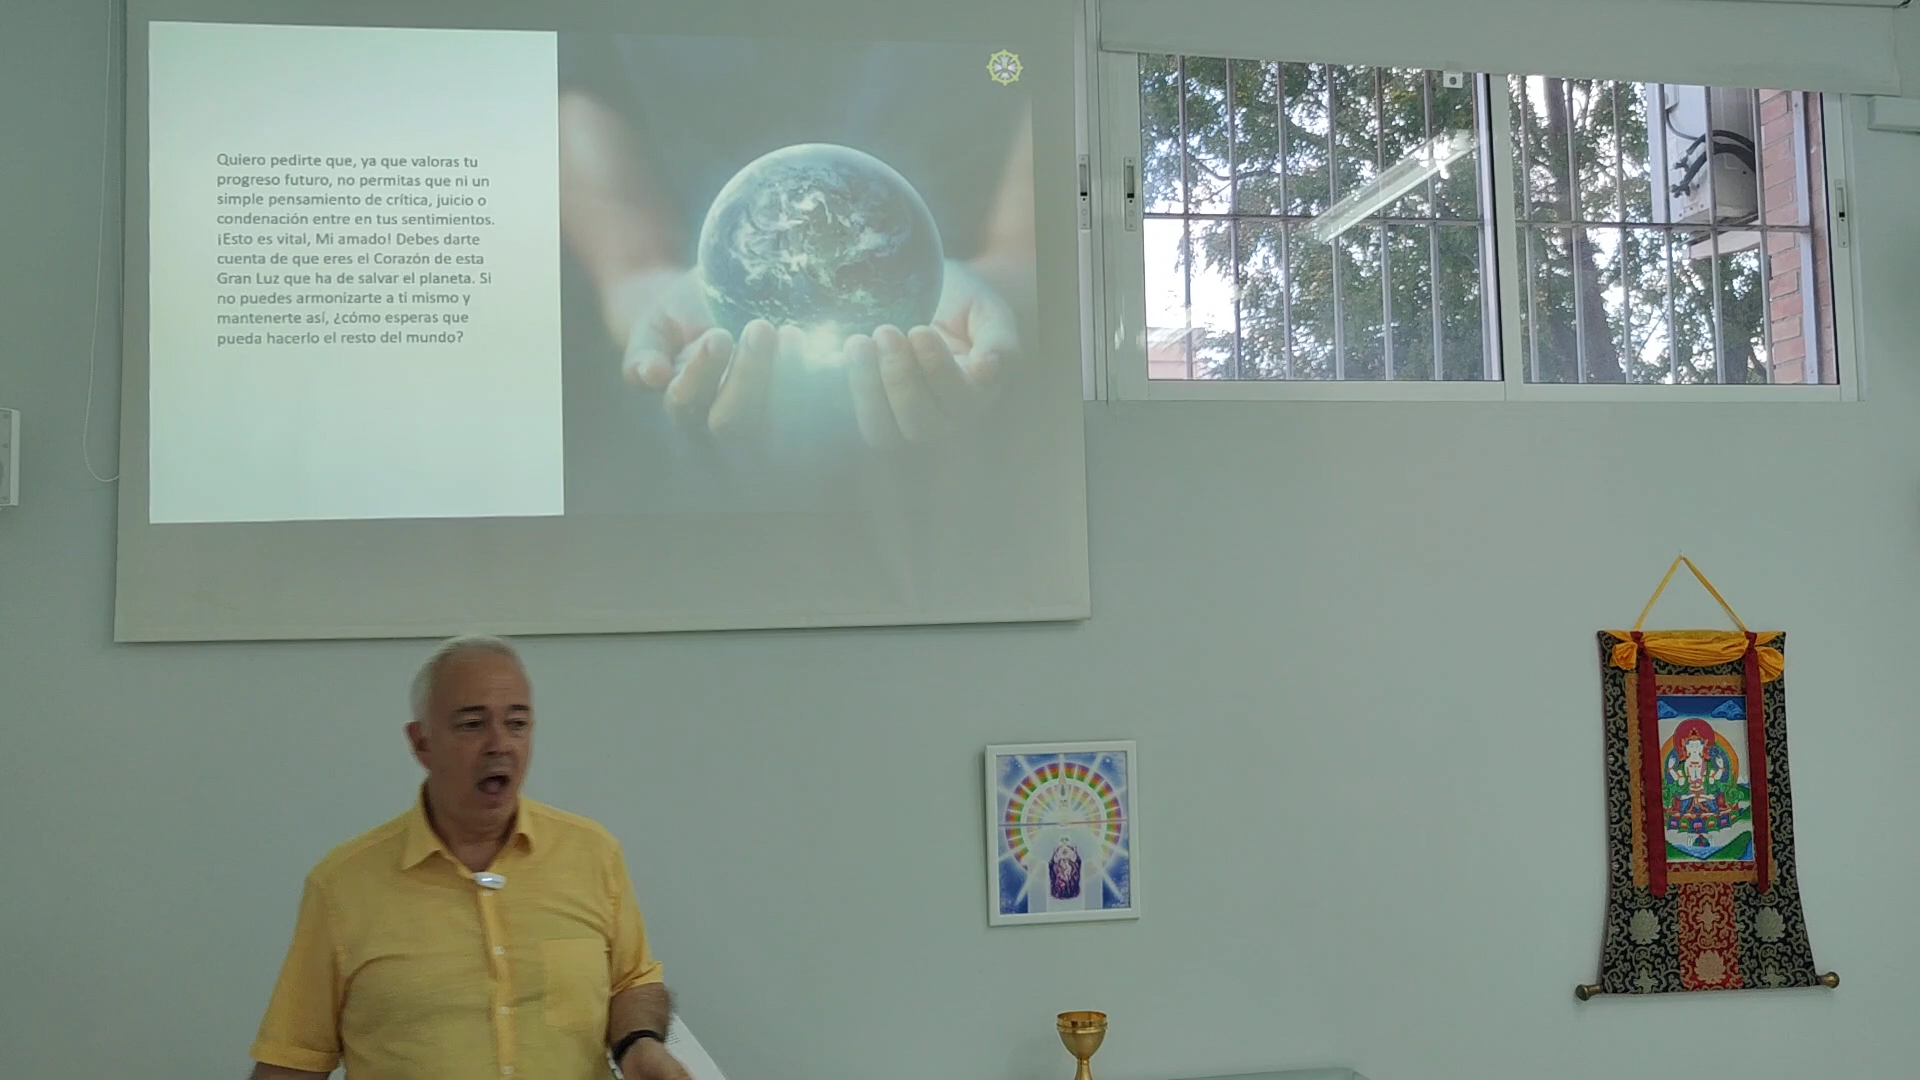 Quiero pedirte que, ya que valoras tu
progreso futuro, no permitas que ni un
simple pensamiento de crítica, juicio o
condenación entre en tus sentimientos.
¡Esto es vital, Mi amado! Debes darte
cuenta de que eres el Corazón de esta
Gran Luz que ha de salvar el planeta. Si
no puedes armonizarte a ti mismo y
mantenerte así, ¿cómo esperas que
pueda hacerlo el resto del mundo?